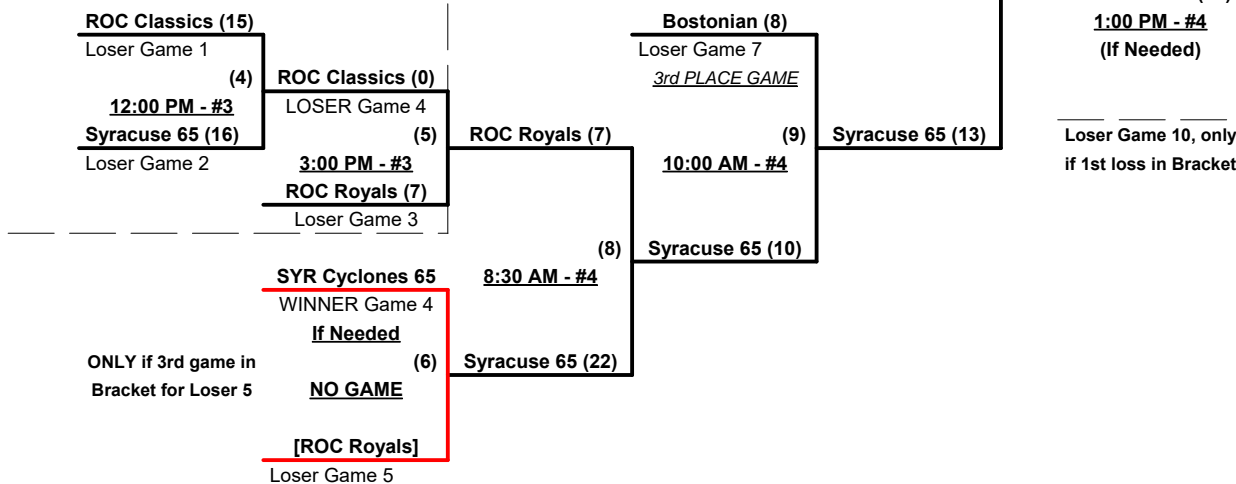 ROC Classics (15)
Loser Game 1
(4)
12:00 PM - #3
Syracuse 65 (16)
Loser Game 2
ROC Classics (0)
LOSER Game 4
(5)
3:00 PM - #3
ROC Royals (7)
Loser Game 3
ROC Royals (7)
(8)
8:30 AM - #4
SYR Cyclones 65
WINNER Game 4
If Needed
(6)
NO GAME
ONLY if 3rd game in
Bracket for Loser 5
[ROC Royals]
Loser Game 5
Syracuse 65 (22)
Bostonian (8)
Loser Game 7
3rd PLACE GAME
(9)
10:00 AM - #4
Syracuse 65 (10)
Syracuse 65 (13)
1:00 PM - #4
(If Needed)
Loser Game 10, only
if 1st loss in Bracket